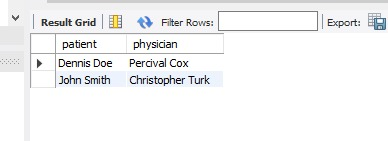 Result Grid Filter Rows: Export:
patient physician
Dennis Doe Percival Cox
John Smith Christopher Turk